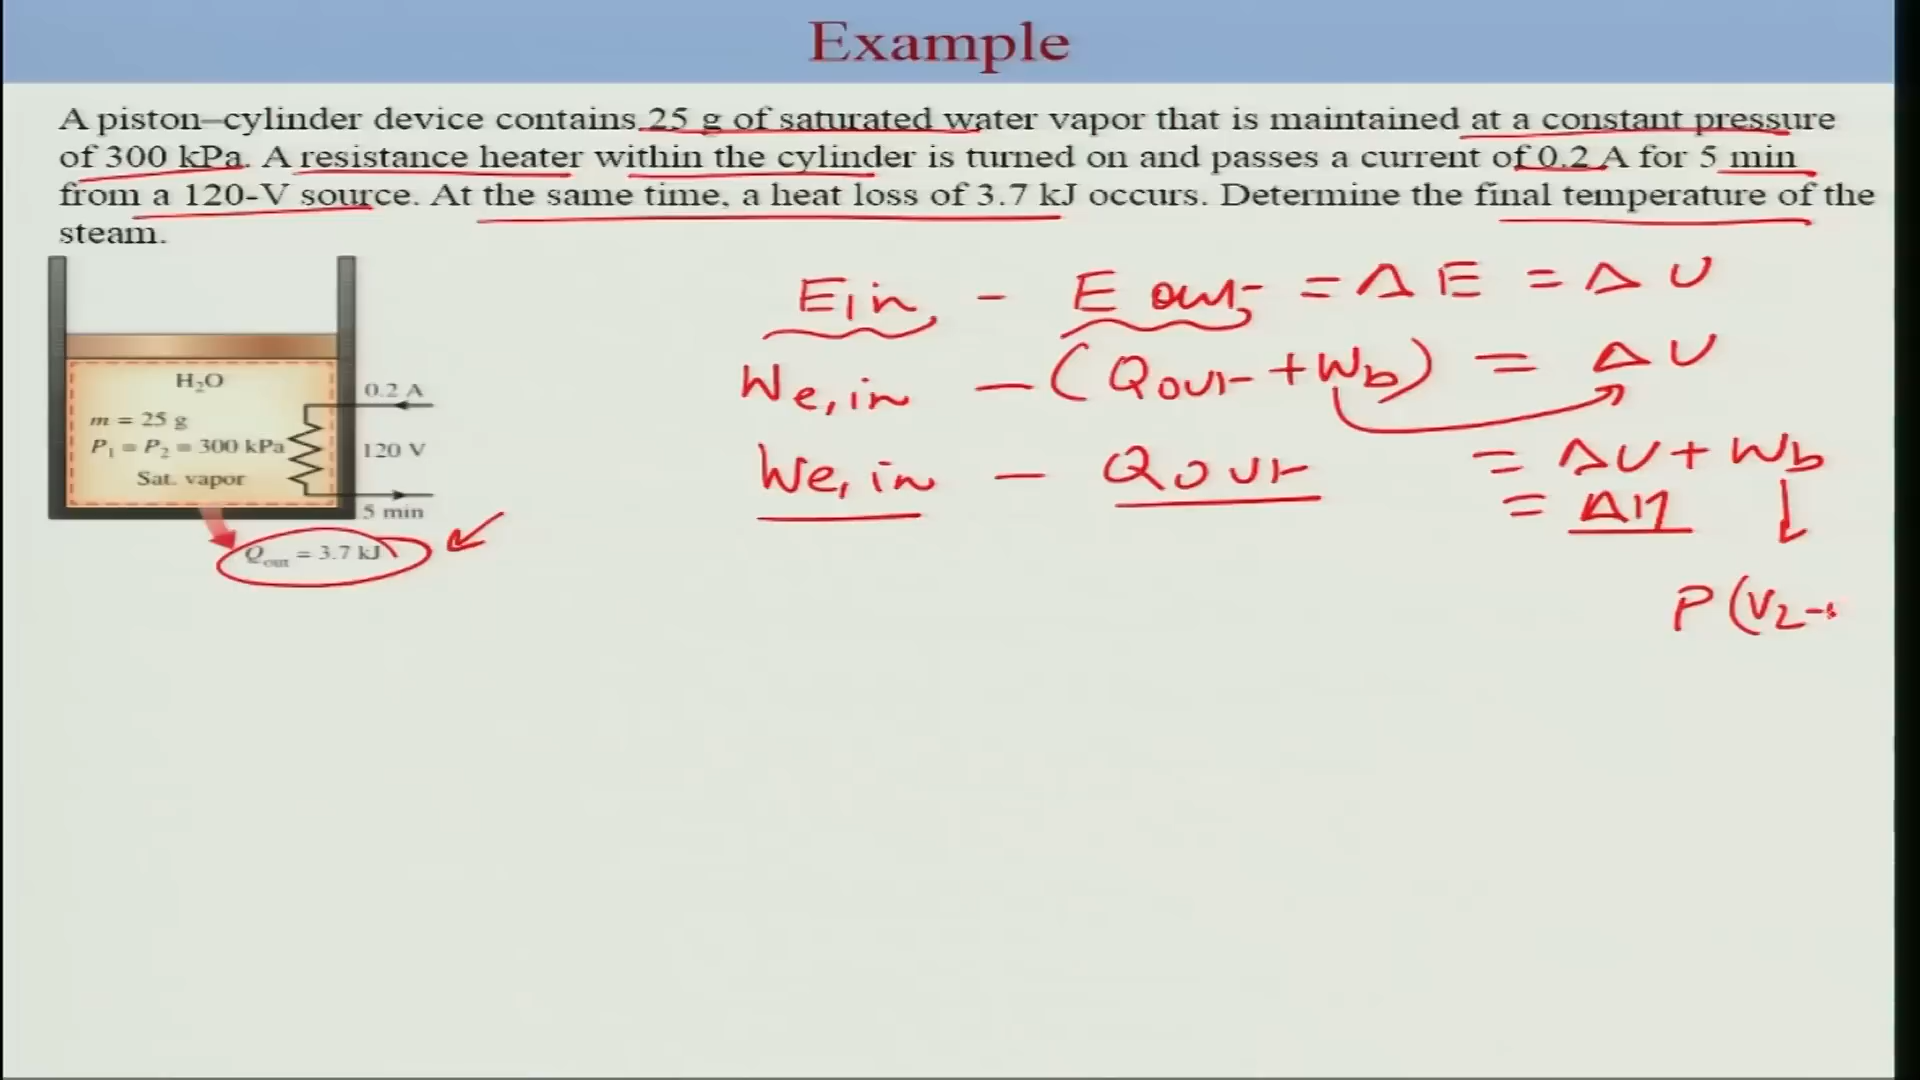 Example
A piston–cylinder device contains 25 g of saturated water vapor that is maintained at a constant pressure
of 300 kPa. A resistance heater within the cylinder is turned on and passes a current of 0.2 A for 5 min
from a 120-V source. At the same time, a heat loss of 3.7 kJ occurs. Determine the final temperature of the
steam.
H₂O
m = 25 g
P₁ = P₂ = 300 kPa
Sat. vapor
0.2 A
120 V
5 min
Q_out = 3.7 kJ
E,in - E out = ΔE = ΔU
We,in - (Qout + Wb) = ΔU
We,in - Qout = ΔU + Wb
= ΔH
P(V₂-